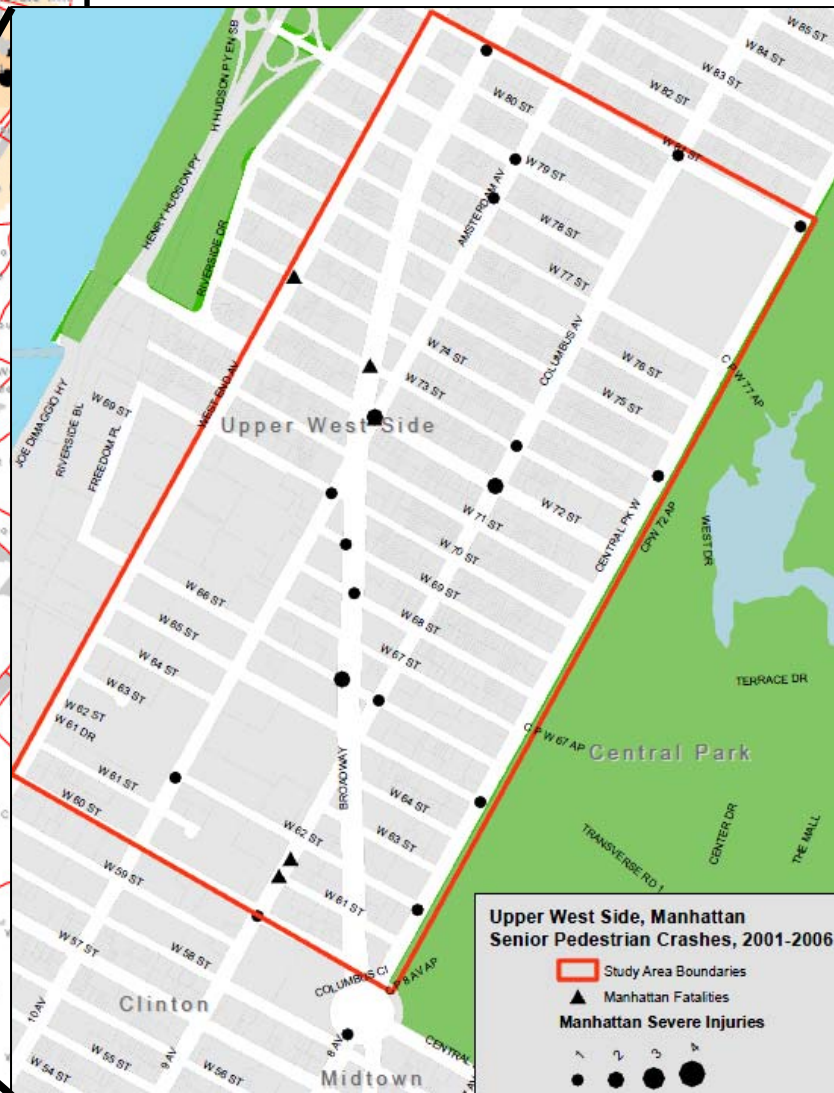 H HUDSON PY EN SB
HENRY HUDSON PY
RIVERSIDE DR
W 85 ST
W 84 ST
W 83 ST
W 82 ST
W 81 ST
W 80 ST
W 79 ST
AMSTERDAM AV
W 78 ST
W 77 ST
COLUMBUS AV
W 76 ST
W 75 ST
C P W 77 AP
W 74 ST
W 73 ST
WEST END AV
Upper West Side
W 69 ST
FREEDOM PL
RIVERSIDE BL
JOE DIMAGGIO HY
W 72 ST
W 71 ST
CENTRAL PK W
CPW 72 AP
WEST DR
W 70 ST
W 69 ST
W 68 ST
W 67 ST
W 66 ST
W 65 ST
W 64 ST
W 63 ST
W 62 ST
W 61 DR
W 61 ST
W 60 ST
TERRACE DR
C P W 67 AP
Central Park
BROADWAY
W 64 ST
W 63 ST
W 62 ST
W 61 ST
TRANSVERSE RD 1
CENTER DR
THE MALL
W 59 ST
W 58 ST
W 57 ST
COLUMBUS CI
C P 8 AV AP
Clinton
10 AV
9 AV
8 AV
W 56 ST
W 55 ST
W 54 ST
Midtown
Upper West Side, Manhattan
Senior Pedestrian Crashes, 2001-2006
Study Area Boundaries
Manhattan Fatalities
Manhattan Severe Injuries
1 2 3 4